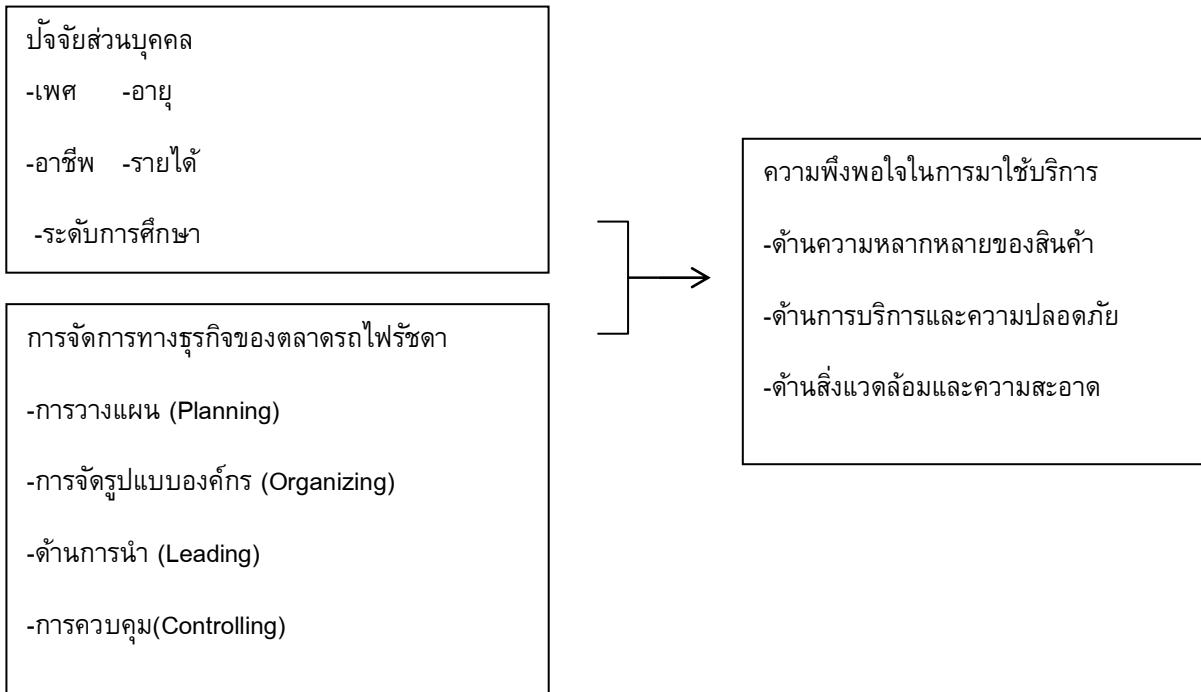 ปัจจัยส่วนบุคคล
-เพศ -อายุ
-อาชีพ -รายได้
-ระดับการศึกษา
การจัดการทางธุรกิจของตลาดรถไฟรัชดา
-การวางแผน (Planning)
-การจัดรูปแบบองค์กร (Organizing)
-ด้านการนำ (Leading)
-การควบคุม(Controlling)
ความพึงพอใจในการมาใช้บริการ
-ด้านความหลากหลายของสินค้า
-ด้านการบริการและความปลอดภัย
-ด้านสิ่งแวดล้อมและความสะอาด